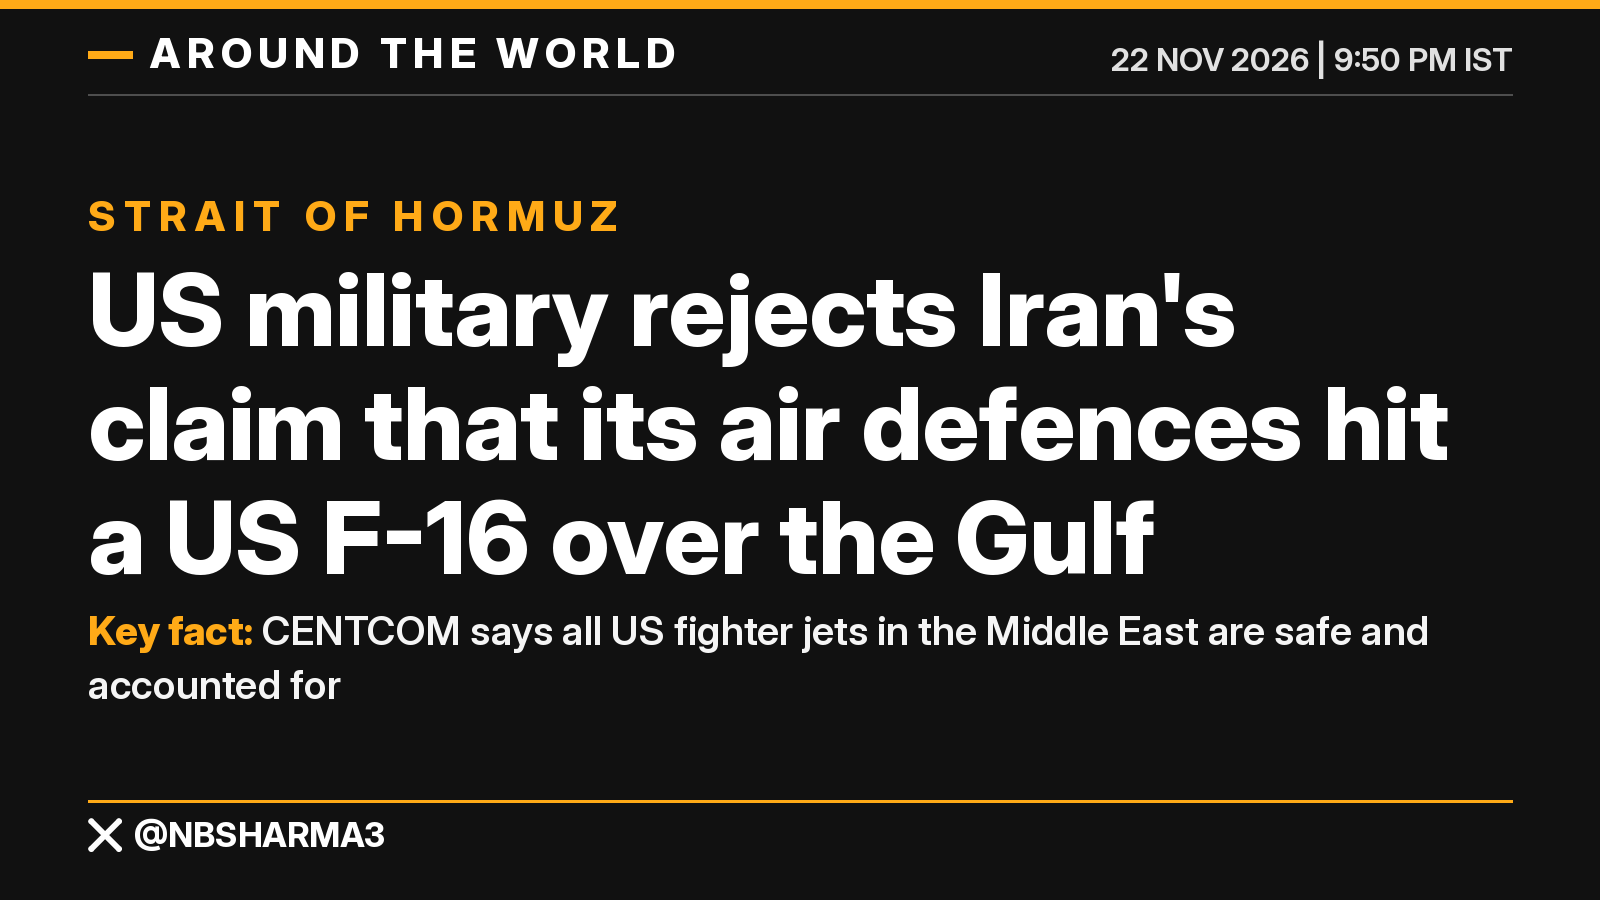 AROUND THE WORLD
22 NOV 2026 | 9:50 PM IST
STRAIT OF HORMUZ
US military rejects Iran's
claim that its air defences hit
a US F-16 over the Gulf
Key fact: CENTCOM says all US fighter jets in the Middle East are safe and
accounted for
@NBSHARMA3